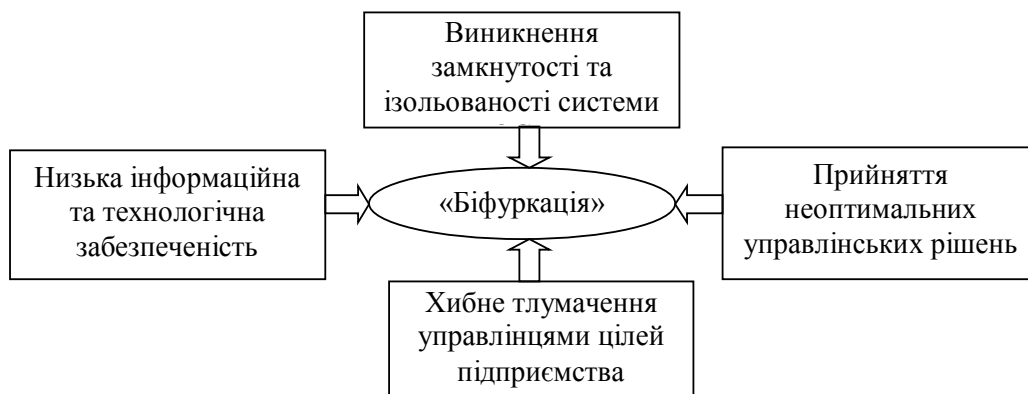 Виникнення
замкнутості та
ізольованості системи
Низька інформаційна
та технологічна
забезпеченість
«Біфуркація»
Прийняття
неоптимальних
управлінських рішень
Хибне тлумачення
управлінцями цілей
підприємства